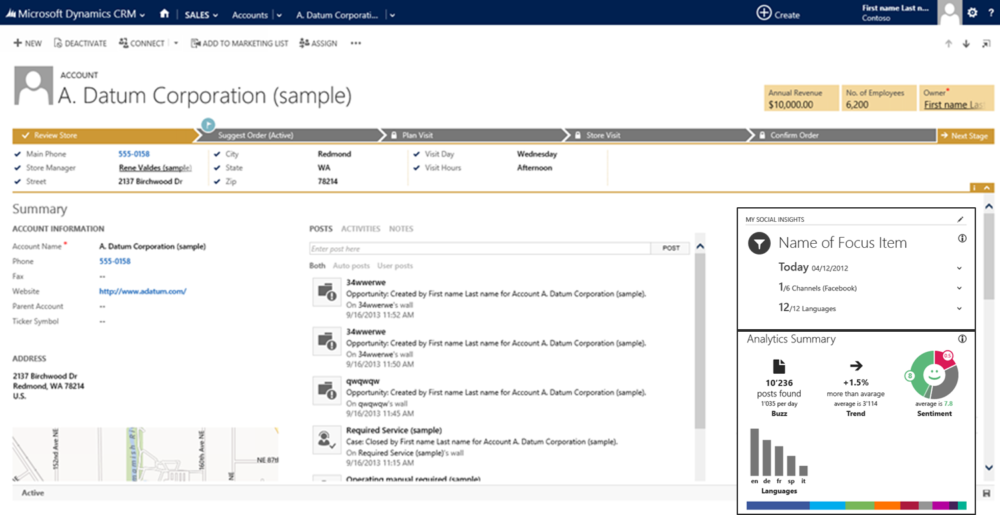 Microsoft Dynamics CRM SALES Accounts A. Datum Corporati... Create First name Last n... ?
Contoso
NEW DEACTIVATE CONNECT ADD TO MARKETING LIST ASSIGN •••
ACCOUNT
A. Datum Corporation (sample)
Annual Revenue No. of Employees Owner*
$10,000.00 6,200 First name Las
Review Store Suggest Order (Active) Plan Visit Store Visit Confirm Order Next Stage
Main Phone 555-0158 City Redmond Visit Day Wednesday
Store Manager Rene Valdes (sample) State WA Visit Hours Afternoon
Street 2137 Birchwood Dr Zip 78214
Summary
ACCOUNT INFORMATION
Account Name* A. Datum Corporation (sample)
Phone 555-0158
Fax --
Website http://www.adatum.com/
Parent Account --
Ticker Symbol --
ADDRESS
2137 Birchwood Dr
Redmond, WA 78214
U.S.
152nd Ave NE
mamish Ri
160th Ave NE
NE 87th
NE
POSTS ACTIVITIES NOTES
Enter post here POST
Both Auto posts User posts
34wwerwe
Opportunity: Created by First name Last name for Account A. Datum Corporation (sample).
On 34wwerwe's wall
9/16/2013 11:52 AM
34wwerwe
Opportunity: Created by First name Last name for Account A. Datum Corporation (sample).
On 34wwerwe's wall
9/16/2013 11:50 AM
qwqwqw
Opportunity: Created by First name Last name for Account A. Datum Corporation (sample).
On qwqwqw's wall
9/16/2013 11:45 AM
Required Service (sample)
Case: Closed by First name Last name for Account A. Datum Corporation (sample).
On Required Service (sample)'s wall
9/16/2013 11:15 AM
Operating manual required (sample)
MY SOCIAL INSIGHTS
Name of Focus Item
Today 04/12/2012
1/6 Channels (Facebook)
12/12 Languages
Analytics Summary
10'236
posts found
1'035 per day
Buzz
+1.5%
more than avarage
average is 3'114
Trend
0.5
8
average is 7.8
Sentiment
en de fr sp it
Languages
Active